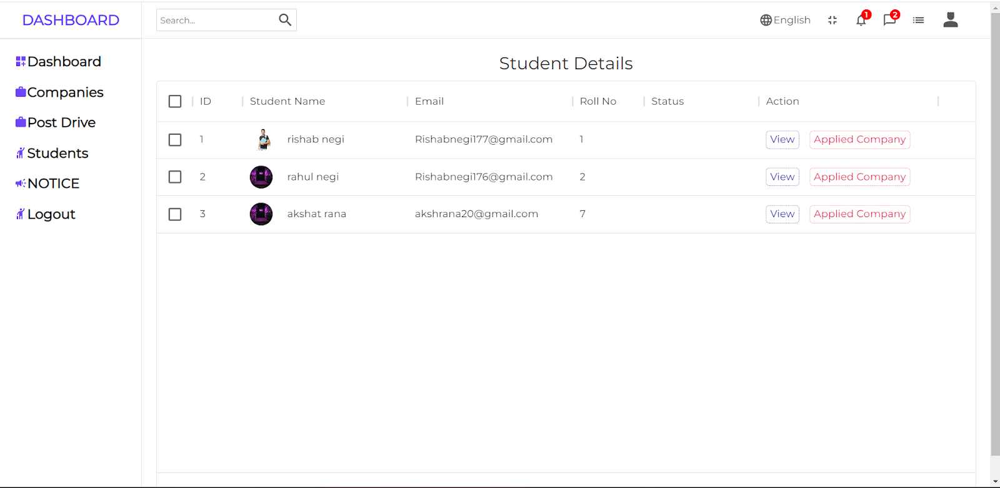 DASHBOARD
Search...
English
1
2
Dashboard
Companies
Post Drive
Students
NOTICE
Logout
Student Details
ID Student Name Email Roll No Status Action
1 rishab negi Rishabnegi177@gmail.com 1 View Applied Company
2 rahul negi Rishabnegi176@gmail.com 2 View Applied Company
3 akshat rana akshrana20@gmail.com 7 View Applied Company